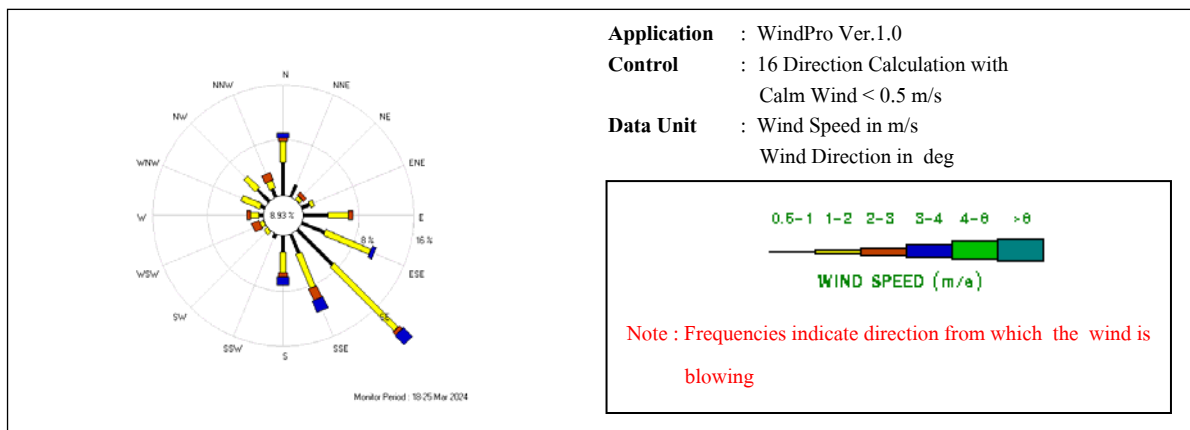 N
NNE
NE
ENE
E
ESE
SE
SSE
S
SSW
SW
WSW
W
WNW
NW
NNW
8.93 %
8 %
16 %
Monitor Period : 18-25 Mar 2024
Application : WindPro Ver.1.0
Control : 16 Direction Calculation with
Calm Wind < 0.5 m/s
Data Unit : Wind Speed in m/s
Wind Direction in deg
0.5-1 1-2 2-3 3-4 4-6 >6
WIND SPEED (m/s)
Note : Frequencies indicate direction from which the wind is
blowing